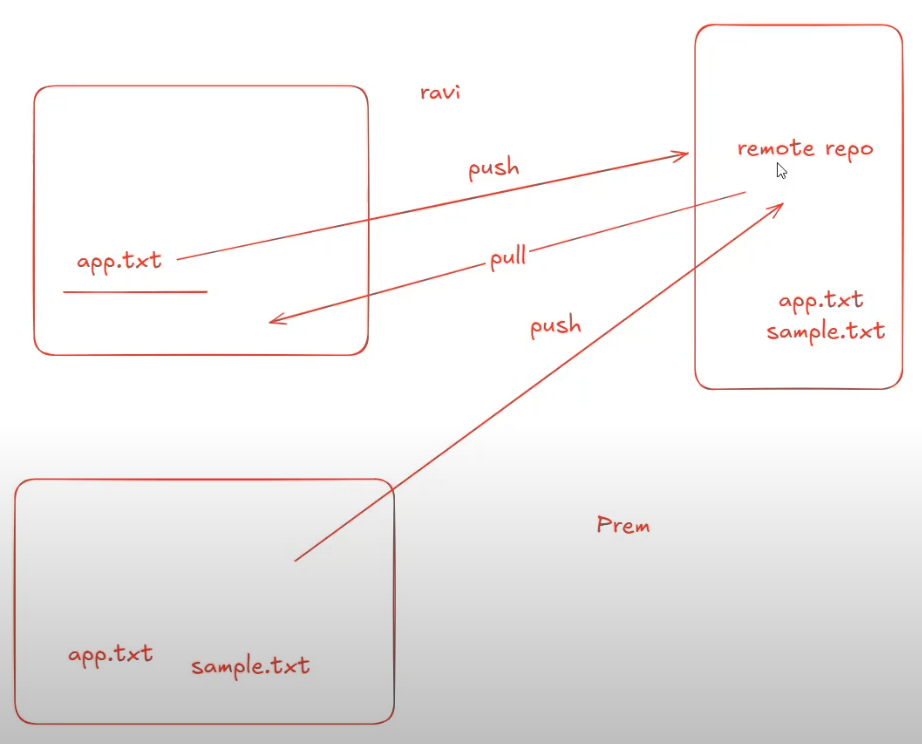 ravi
remote repo
push
app.txt
pull
app.txt
push
sample.txt
Prem
app.txt
sample.txt